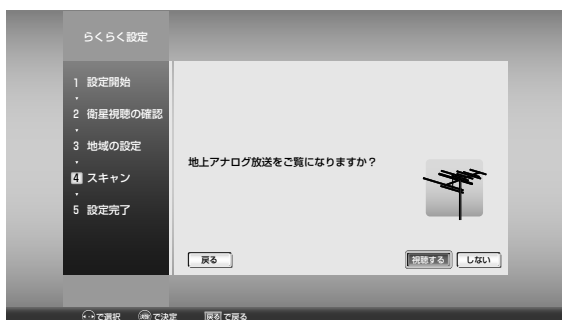 らくらく設定
1 設定開始
2 衛星視聴の確認
3 地域の設定
4 スキャン
5 設定完了
地上アナログ放送をご覧になりますか？
戻る 視聴する しない
で選択 決定 で決定 戻る で戻る